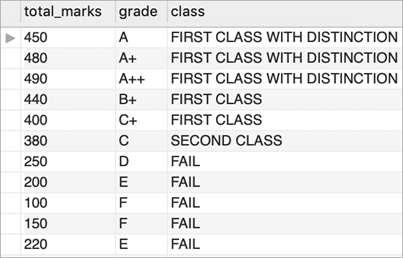 total_marks grade class
450 A FIRST CLASS WITH DISTINCTION
480 A+ FIRST CLASS WITH DISTINCTION
490 A++ FIRST CLASS WITH DISTINCTION
440 B+ FIRST CLASS
400 C+ FIRST CLASS
380 C SECOND CLASS
250 D FAIL
200 E FAIL
100 F FAIL
150 F FAIL
220 E FAIL